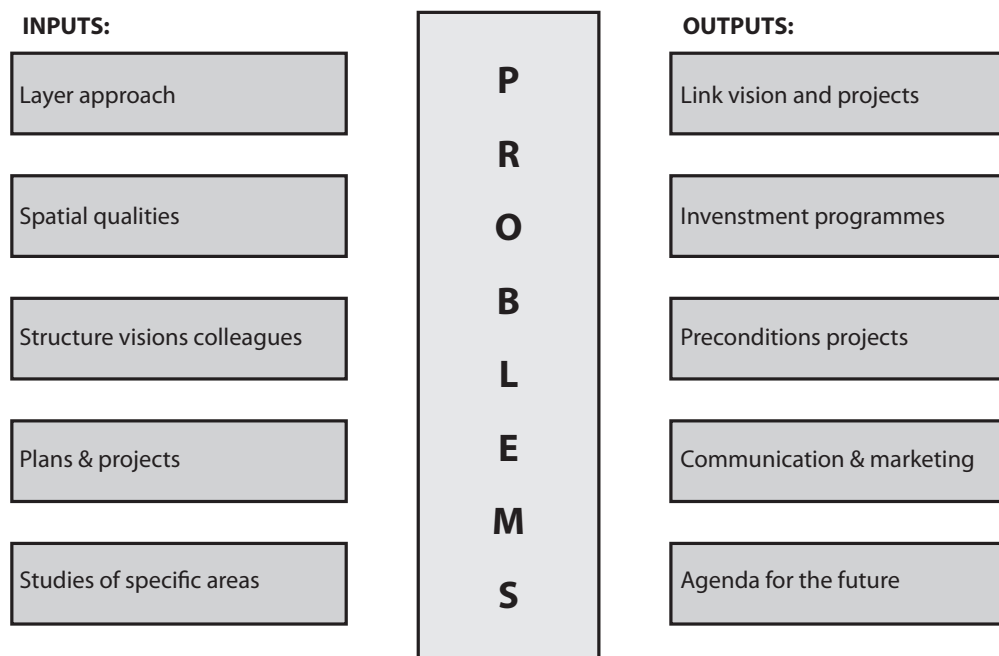 INPUTS:
Layer approach
Spatial qualities
Structure visions colleagues
Plans & projects
Studies of specific areas
P
R
O
B
L
E
M
S
OUTPUTS:
Link vision and projects
Invenstment programmes
Preconditions projects
Communication & marketing
Agenda for the future